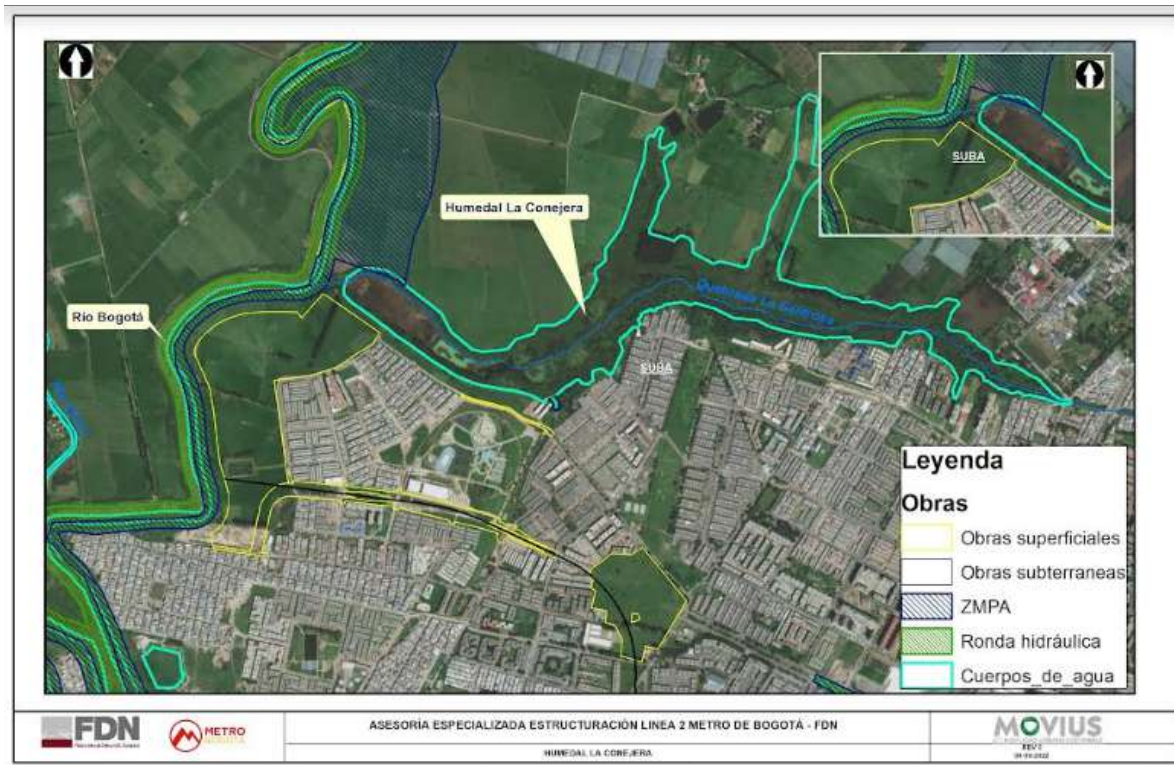 SUBA
Humedal La Conejera
Río Bogotá
Quebrada La
SUBA
Leyenda
Obras
Obras superficiales
Obras subterraneas
ZMPA
Ronda hidráulica
Cuerpos_de_agua
FDN
METRO
ASESORÍA ESPECIALIZADA ESTRUCTURACIÓN LINEA 2 METRO DE BOGOTÁ - FDN
HUMEDAL LA CONEJERA
MOVIUS